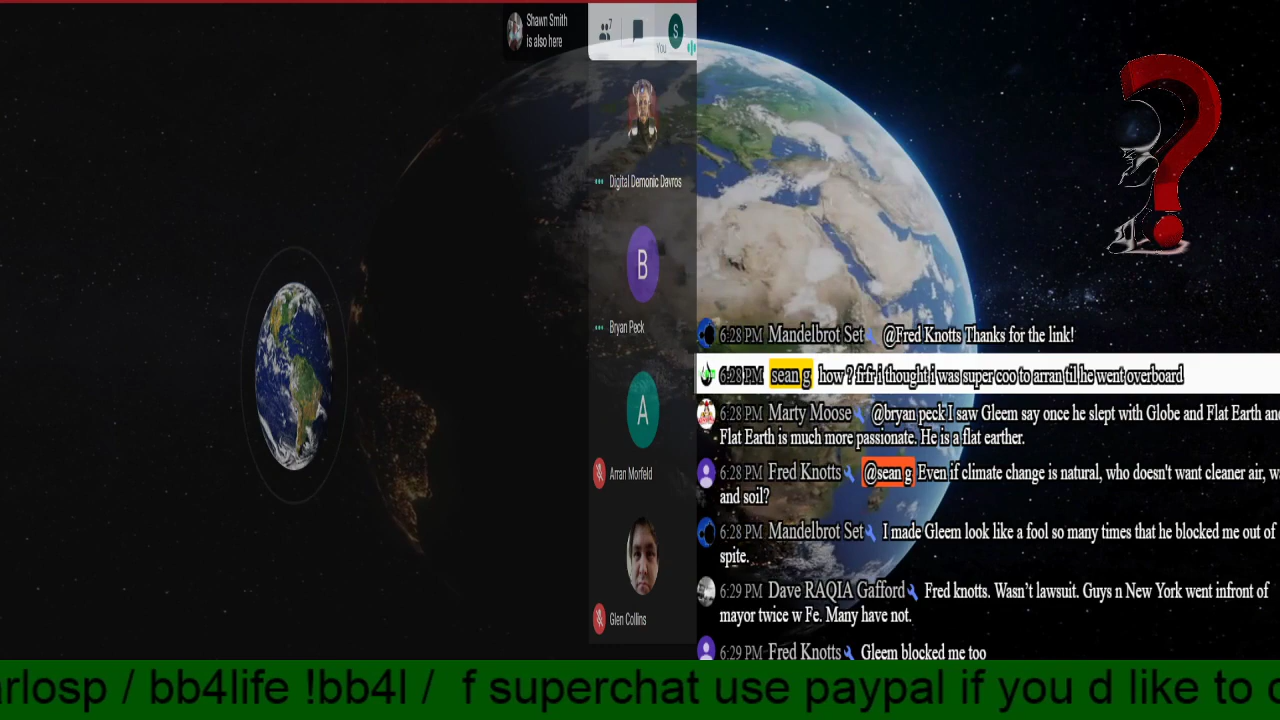 Shawn Smith
is also here
7
S
You
Digital Demonic Davros
B
Bryan Peck
A
Arran Morfeld
Glen Collins
?
6:28 PM Mandelbrot Set @Fred Knotts Thanks for the link!
6:28 PM sean g how ? frfr i thought i was super coo to arran til he went overboard
6:28 PM Marty Moose @bryan peck I saw Gleem say once he slept with Globe and Flat Earth and
Flat Earth is much more passionate. He is a flat earther.
6:28 PM Fred Knotts @sean g Even if climate change is natural, who doesn't want cleaner air, wa
and soil?
6:28 PM Mandelbrot Set I made Gleem look like a fool so many times that he blocked me out of
spite.
6:29 PM Dave RAQIA Gafford Fred knotts. Wasn't lawsuit. Guys n New York went infront of
mayor twice w Fe. Many have not.
6:29 PM Fred Knotts Gleem blocked me too
rlosp / bb4life !bb4l / f superchat use paypal if you d like to